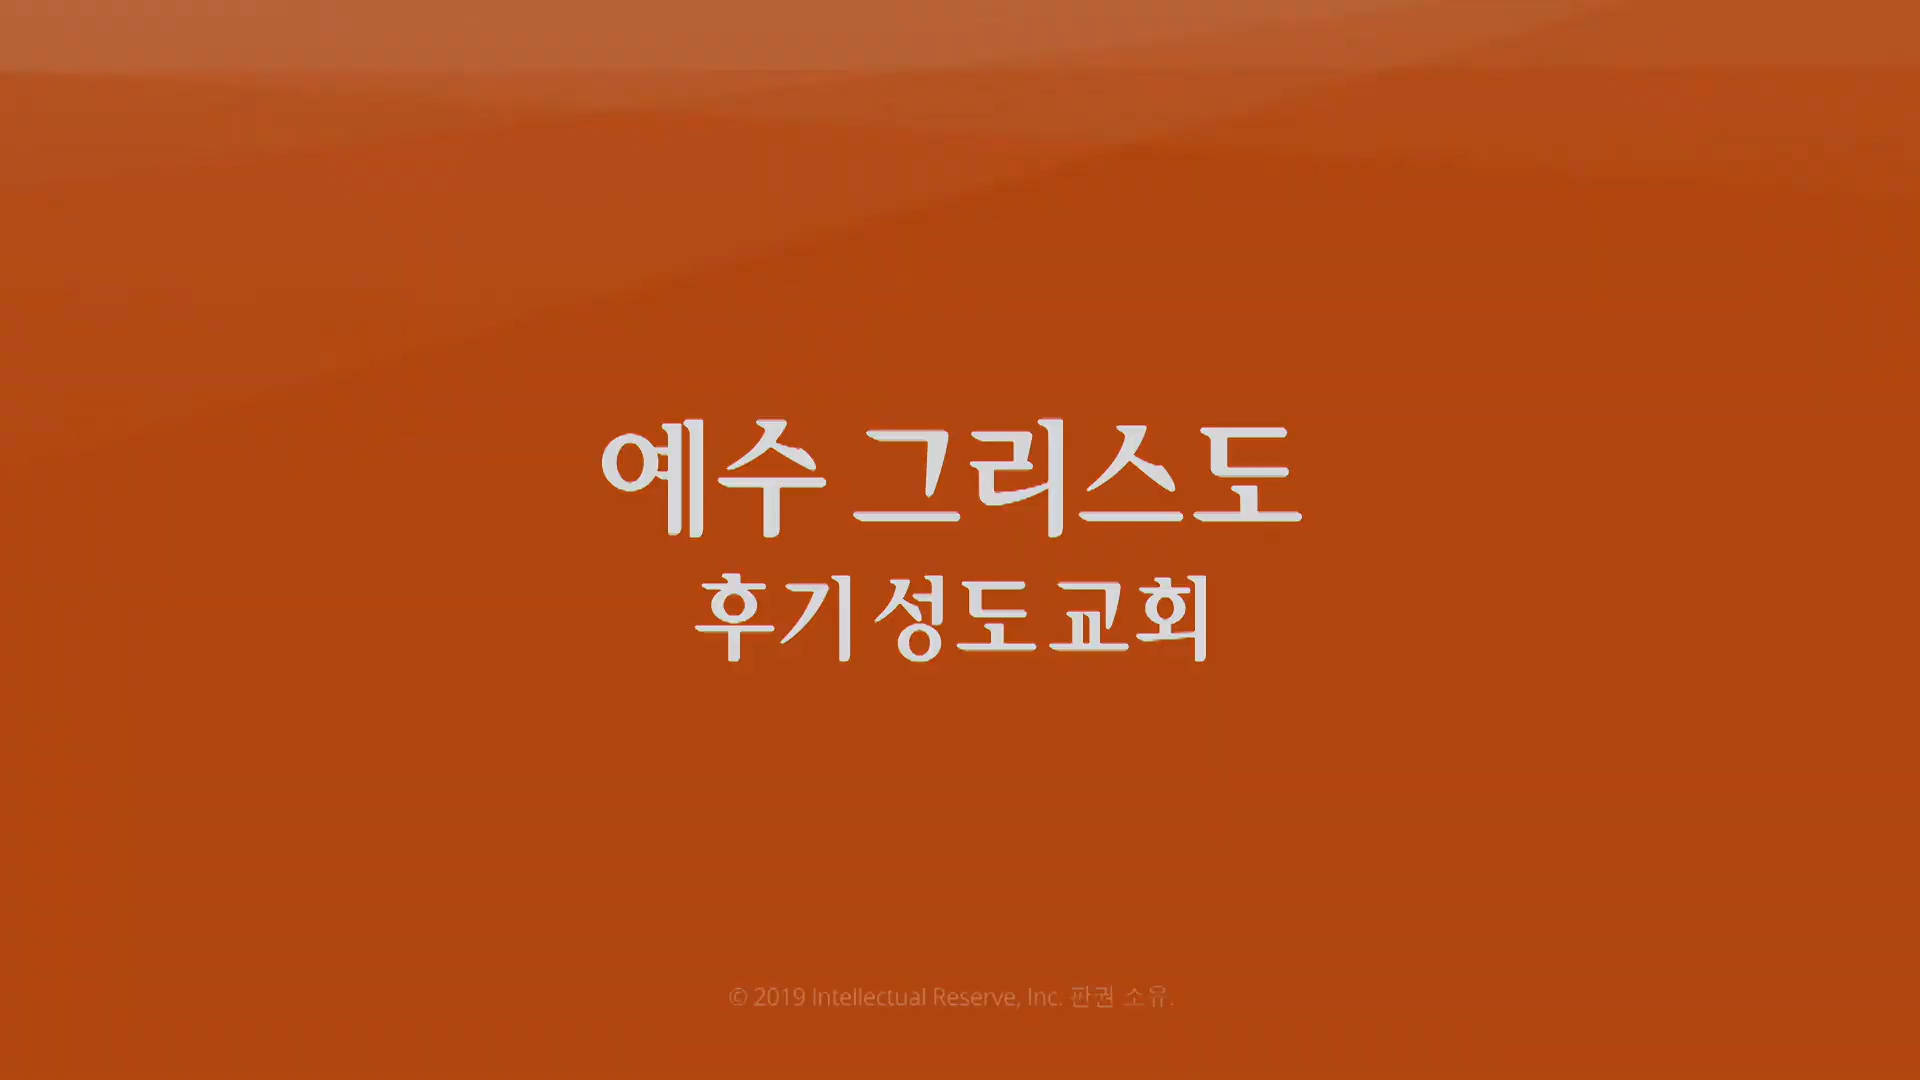 예수 그리스도
후기 성도 교회
© 2019 Intellectual Reserve, Inc. 판권 소유.